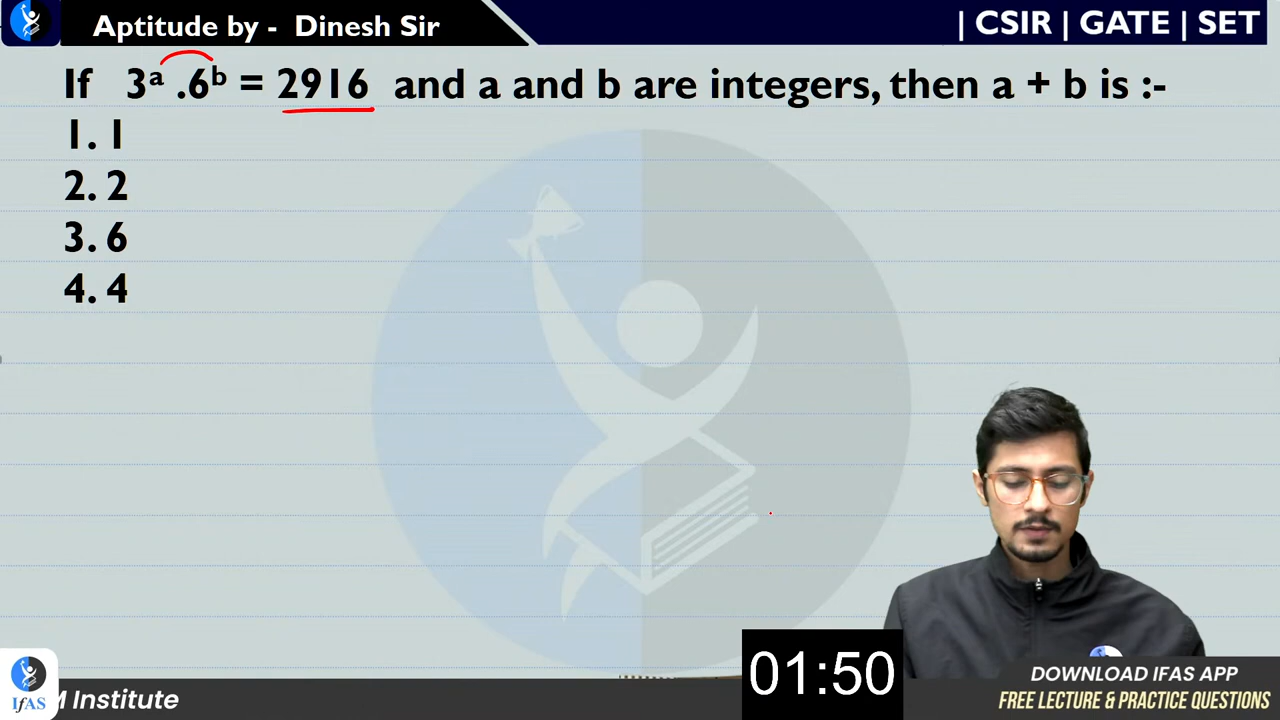 Aptitude by - Dinesh Sir
| CSIR | GATE | SET
If 3ᵃ .6ᵇ = 2916 and a and b are integers, then a + b is :-
1. 1
2. 2
3. 6
4. 4
01:50
IfAS
M Institute
DOWNLOAD IFAS APP
FREE LECTURE & PRACTICE QUESTIONS